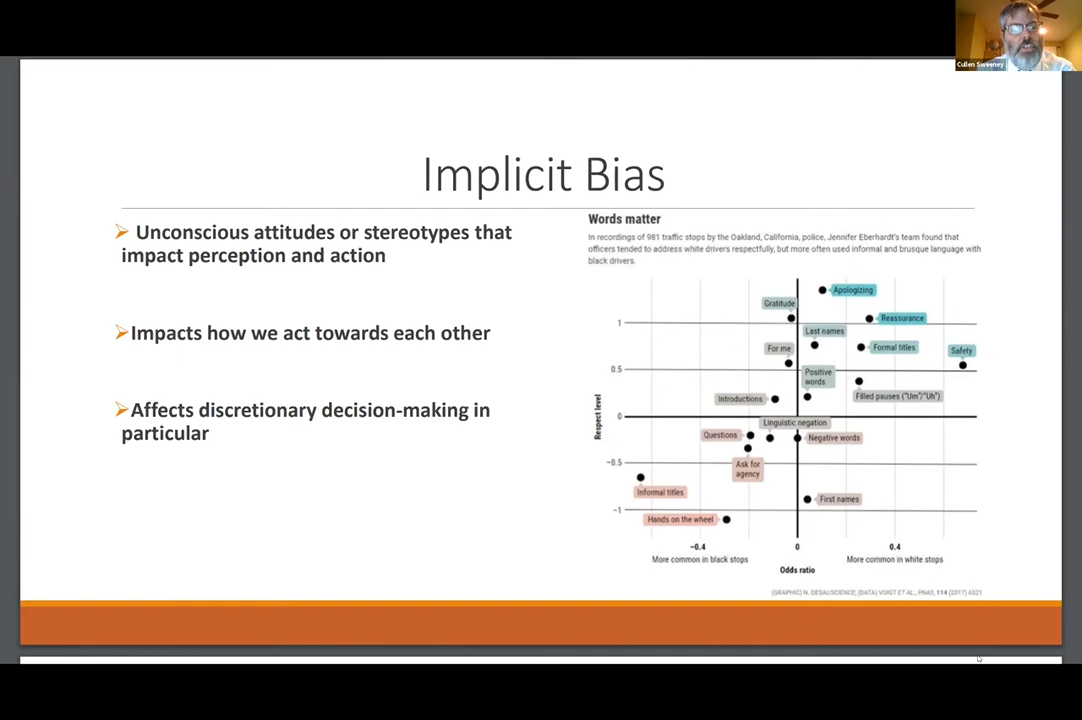 Cullen Sweeney
Implicit Bias
➢ Unconscious attitudes or stereotypes that
impact perception and action
➢Impacts how we act towards each other
➢Affects discretionary decision-making in
particular
Words matter
In recordings of 981 traffic stops by the Oakland, California, police, Jennifer Eberhardt's team found that
officers tended to address white drivers respectfully, but more often used informal and brusque language with
black drivers.
Apologizing
Gratitude
Reassurance
1
Last names
For me
Formal titles
Safety
0.5
Positive
words
Filled pauses ("Um"/"Uh")
Introductions
0
Respect level
Linguistic negation
Questions
Negative words
−0.5
Ask for
agency
Informal titles
First names
−1
Hands on the wheel
−0.4
0
0.4
More common in black stops
More common in white stops
Odds ratio
(GRAPHIC) N. DESAI/SCIENCE; (DATA) VOIGT ET AL., PNAS, 114 (2017) 6521